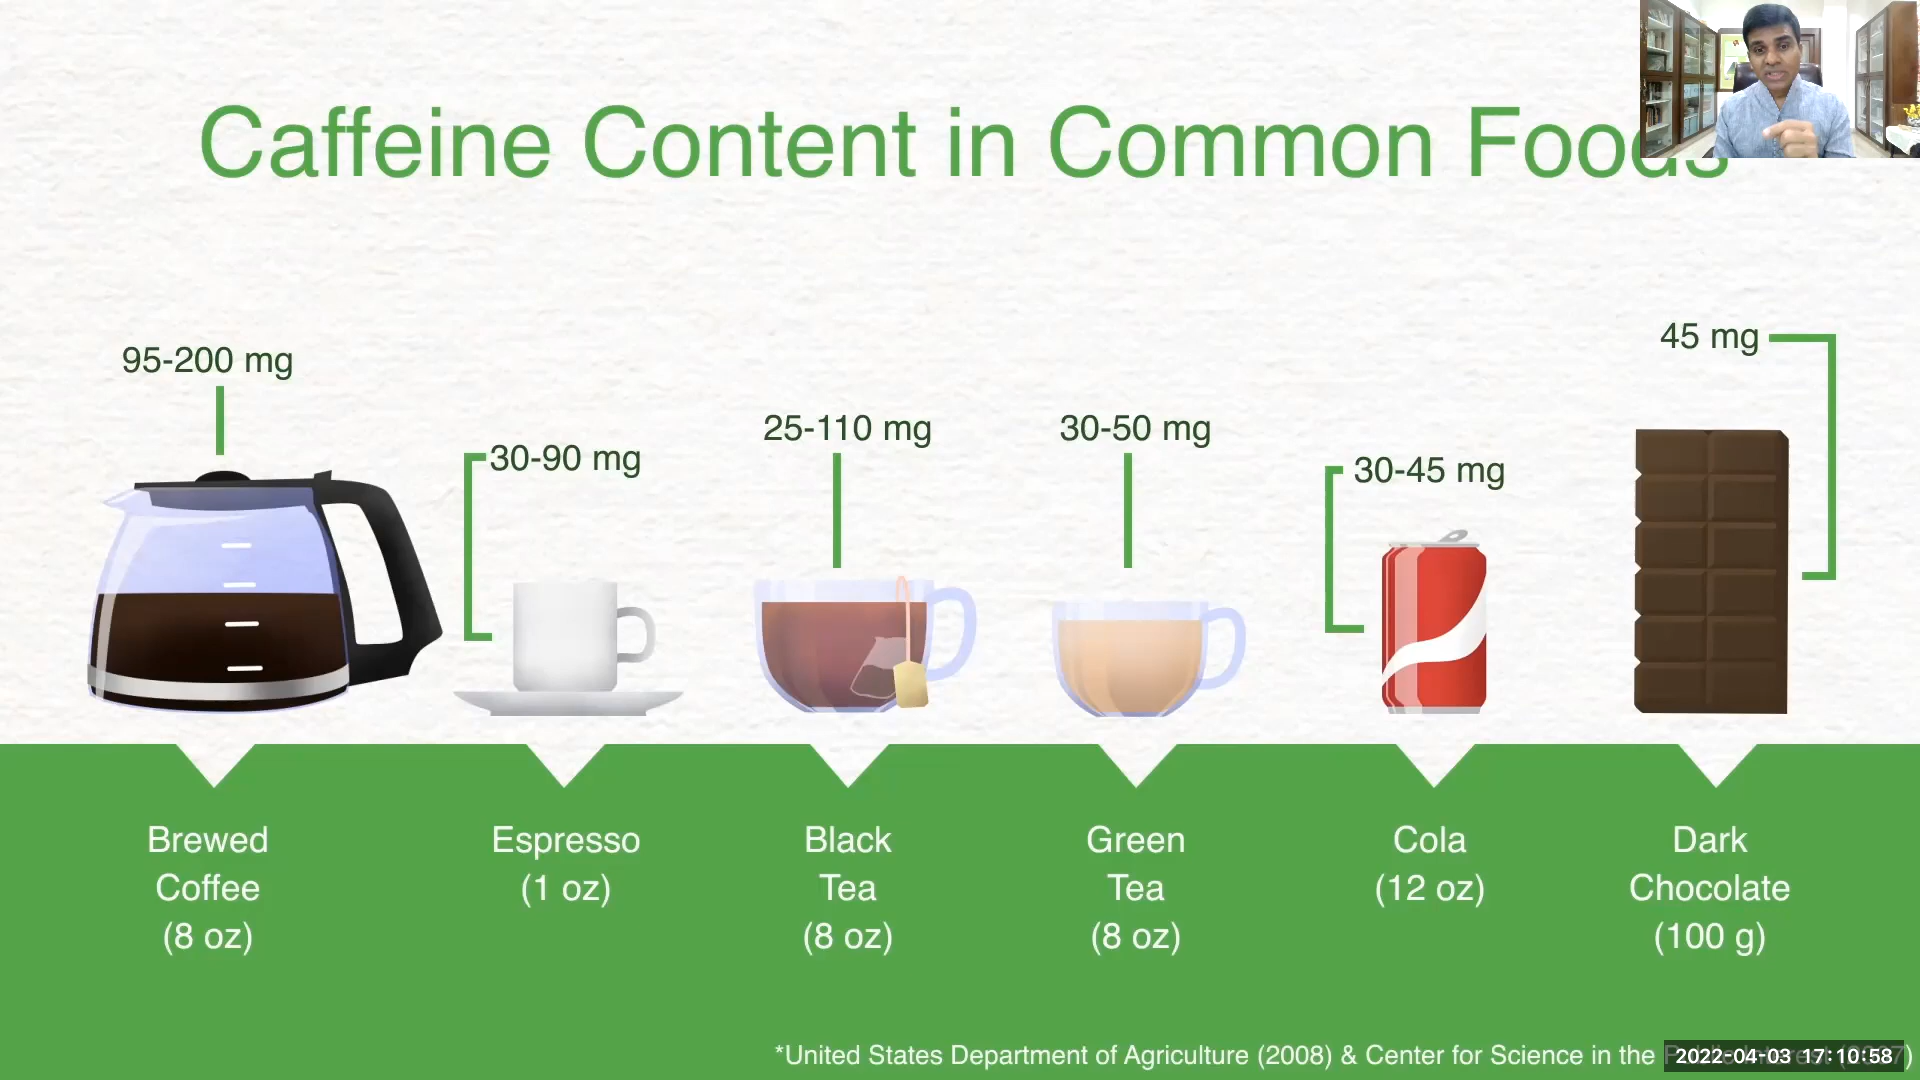 Caffeine Content in Common Foods
95-200 mg
30-90 mg
25-110 mg
30-50 mg
30-45 mg
45 mg
Brewed
Coffee
(8 oz)
Espresso
(1 oz)
Black
Tea
(8 oz)
Green
Tea
(8 oz)
Cola
(12 oz)
Dark
Chocolate
(100 g)
*United States Department of Agriculture (2008) & Center for Science in the
2022-04-03 17:10:58